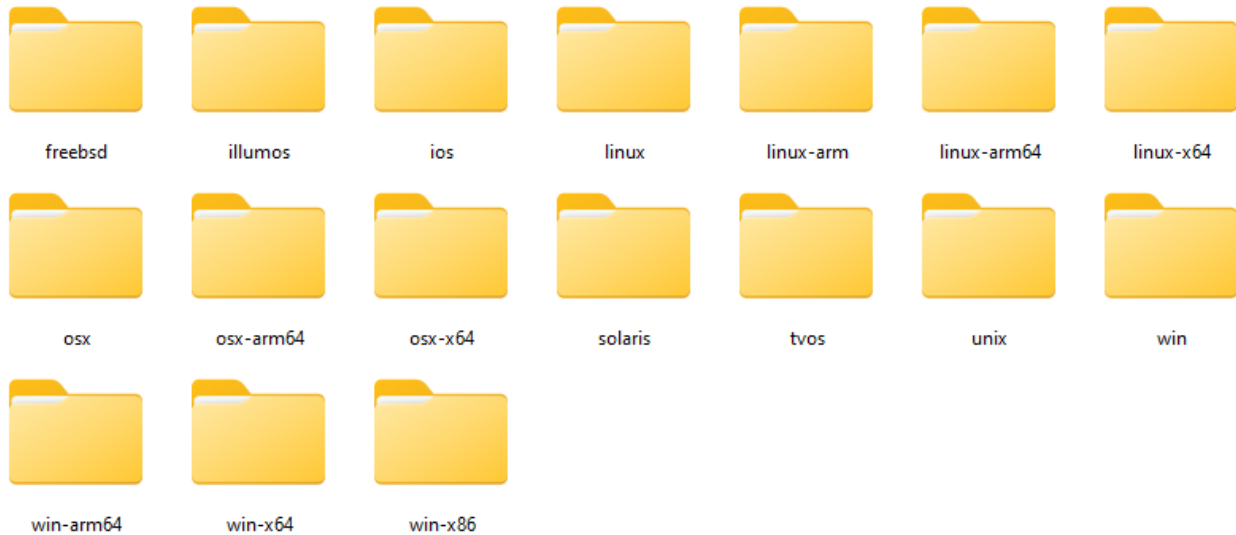 freebsd illumos ios linux linux-arm linux-arm64 linux-x64
osx osx-arm64 osx-x64 solaris tvos unix win
win-arm64 win-x64 win-x86